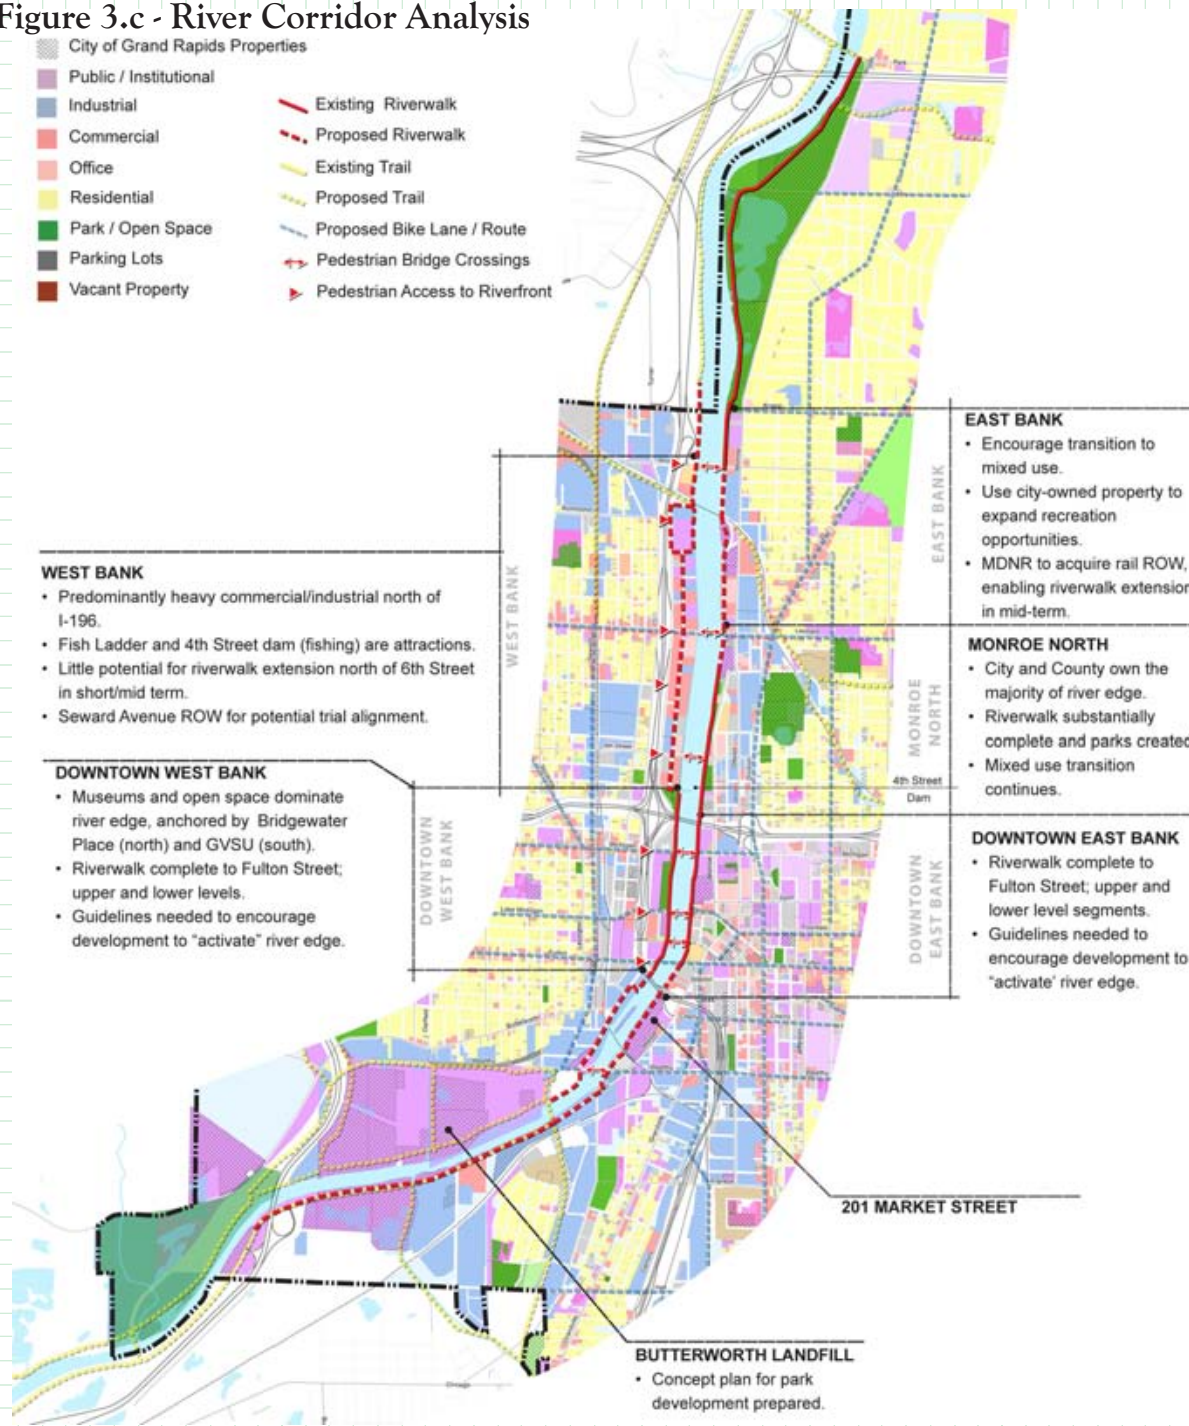 Figure 3.c - River Corridor Analysis
City of Grand Rapids Properties
Public / Institutional
Industrial
Commercial
Office
Residential
Park / Open Space
Parking Lots
Vacant Property
Existing Riverwalk
Proposed Riverwalk
Existing Trail
Proposed Trail
Proposed Bike Lane / Route
Pedestrian Bridge Crossings
Pedestrian Access to Riverfront
WEST BANK
• Predominantly heavy commercial/industrial north of
I-196.
• Fish Ladder and 4th Street dam (fishing) are attractions.
• Little potential for riverwalk extension north of 6th Street
in short/mid term.
• Seward Avenue ROW for potential trial alignment.
DOWNTOWN WEST BANK
• Museums and open space dominate
river edge, anchored by Bridgewater
Place (north) and GVSU (south).
• Riverwalk complete to Fulton Street;
upper and lower levels.
• Guidelines needed to encourage
development to “activate” river edge.
WEST BANK
DOWNTOWN
WEST BANK
EAST BANK
MONROE
NORTH
4th Street
Dam
DOWNTOWN
EAST BANK
EAST BANK
• Encourage transition to
mixed use.
• Use city-owned property to
expand recreation
opportunities.
• MDNR to acquire rail ROW,
enabling riverwalk extension
in mid-term.
MONROE NORTH
• City and County own the
majority of river edge.
• Riverwalk substantially
complete and parks created
• Mixed use transition
continues.
DOWNTOWN EAST BANK
• Riverwalk complete to
Fulton Street; upper and
lower level segments.
• Guidelines needed to
encourage development to
“activate’ river edge.
201 MARKET STREET
BUTTERWORTH LANDFILL
• Concept plan for park
development prepared.